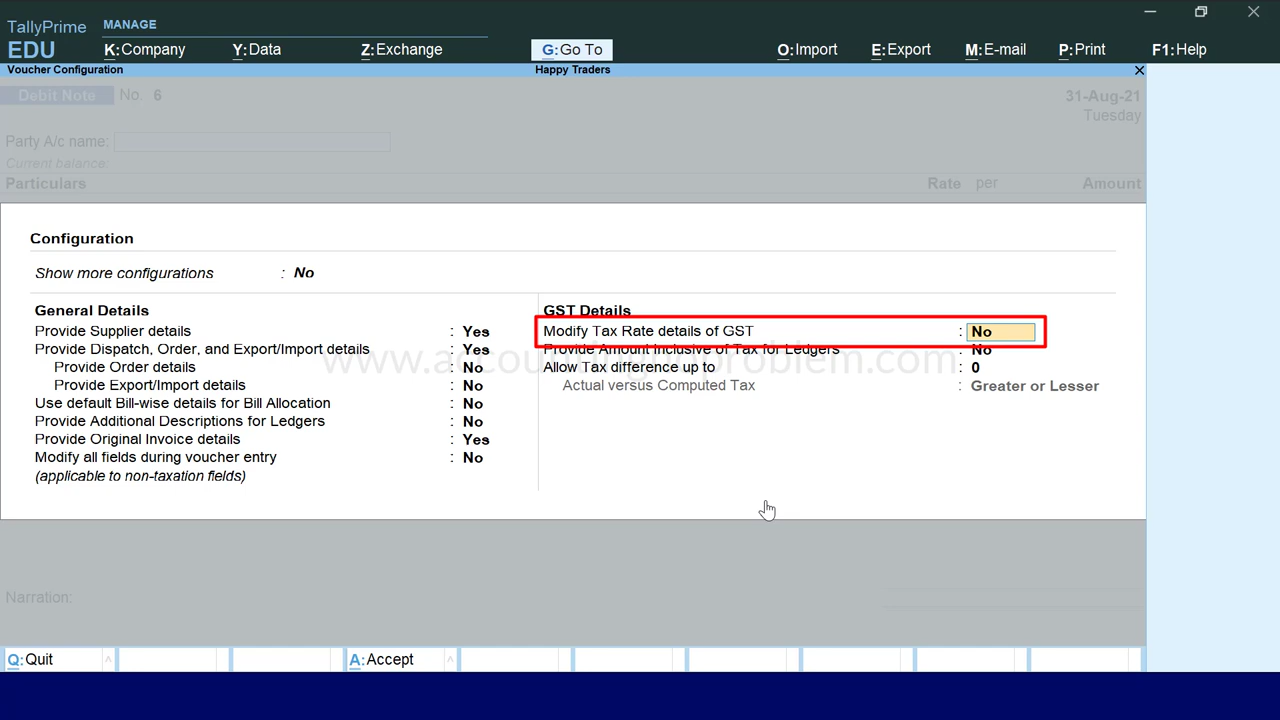 TallyPrime
EDU
MANAGE
K:Company Y:Data Z:Exchange G:Go To O:Import E:Export M:E-mail P:Print F1:Help
Voucher Configuration Happy Traders
Debit Note No. 6 31-Aug-21
Tuesday
Party A/c name:
Current balance:
Particulars Rate per Amount
Configuration
Show more configurations : No
General Details
Provide Supplier details : Yes
Provide Dispatch, Order, and Export/Import details : Yes
Provide Order details : No
Provide Export/Import details : No
Use default Bill-wise details for Bill Allocation : No
Provide Additional Descriptions for Ledgers : No
Provide Original Invoice details : Yes
Modify all fields during voucher entry : No
(applicable to non-taxation fields)
GST Details
Modify Tax Rate details of GST : No
Provide Amount Inclusive of Tax for Ledgers : No
Allow Tax difference up to : 0
Actual versus Computed Tax : Greater or Lesser
Narration:
Q:Quit A:Accept